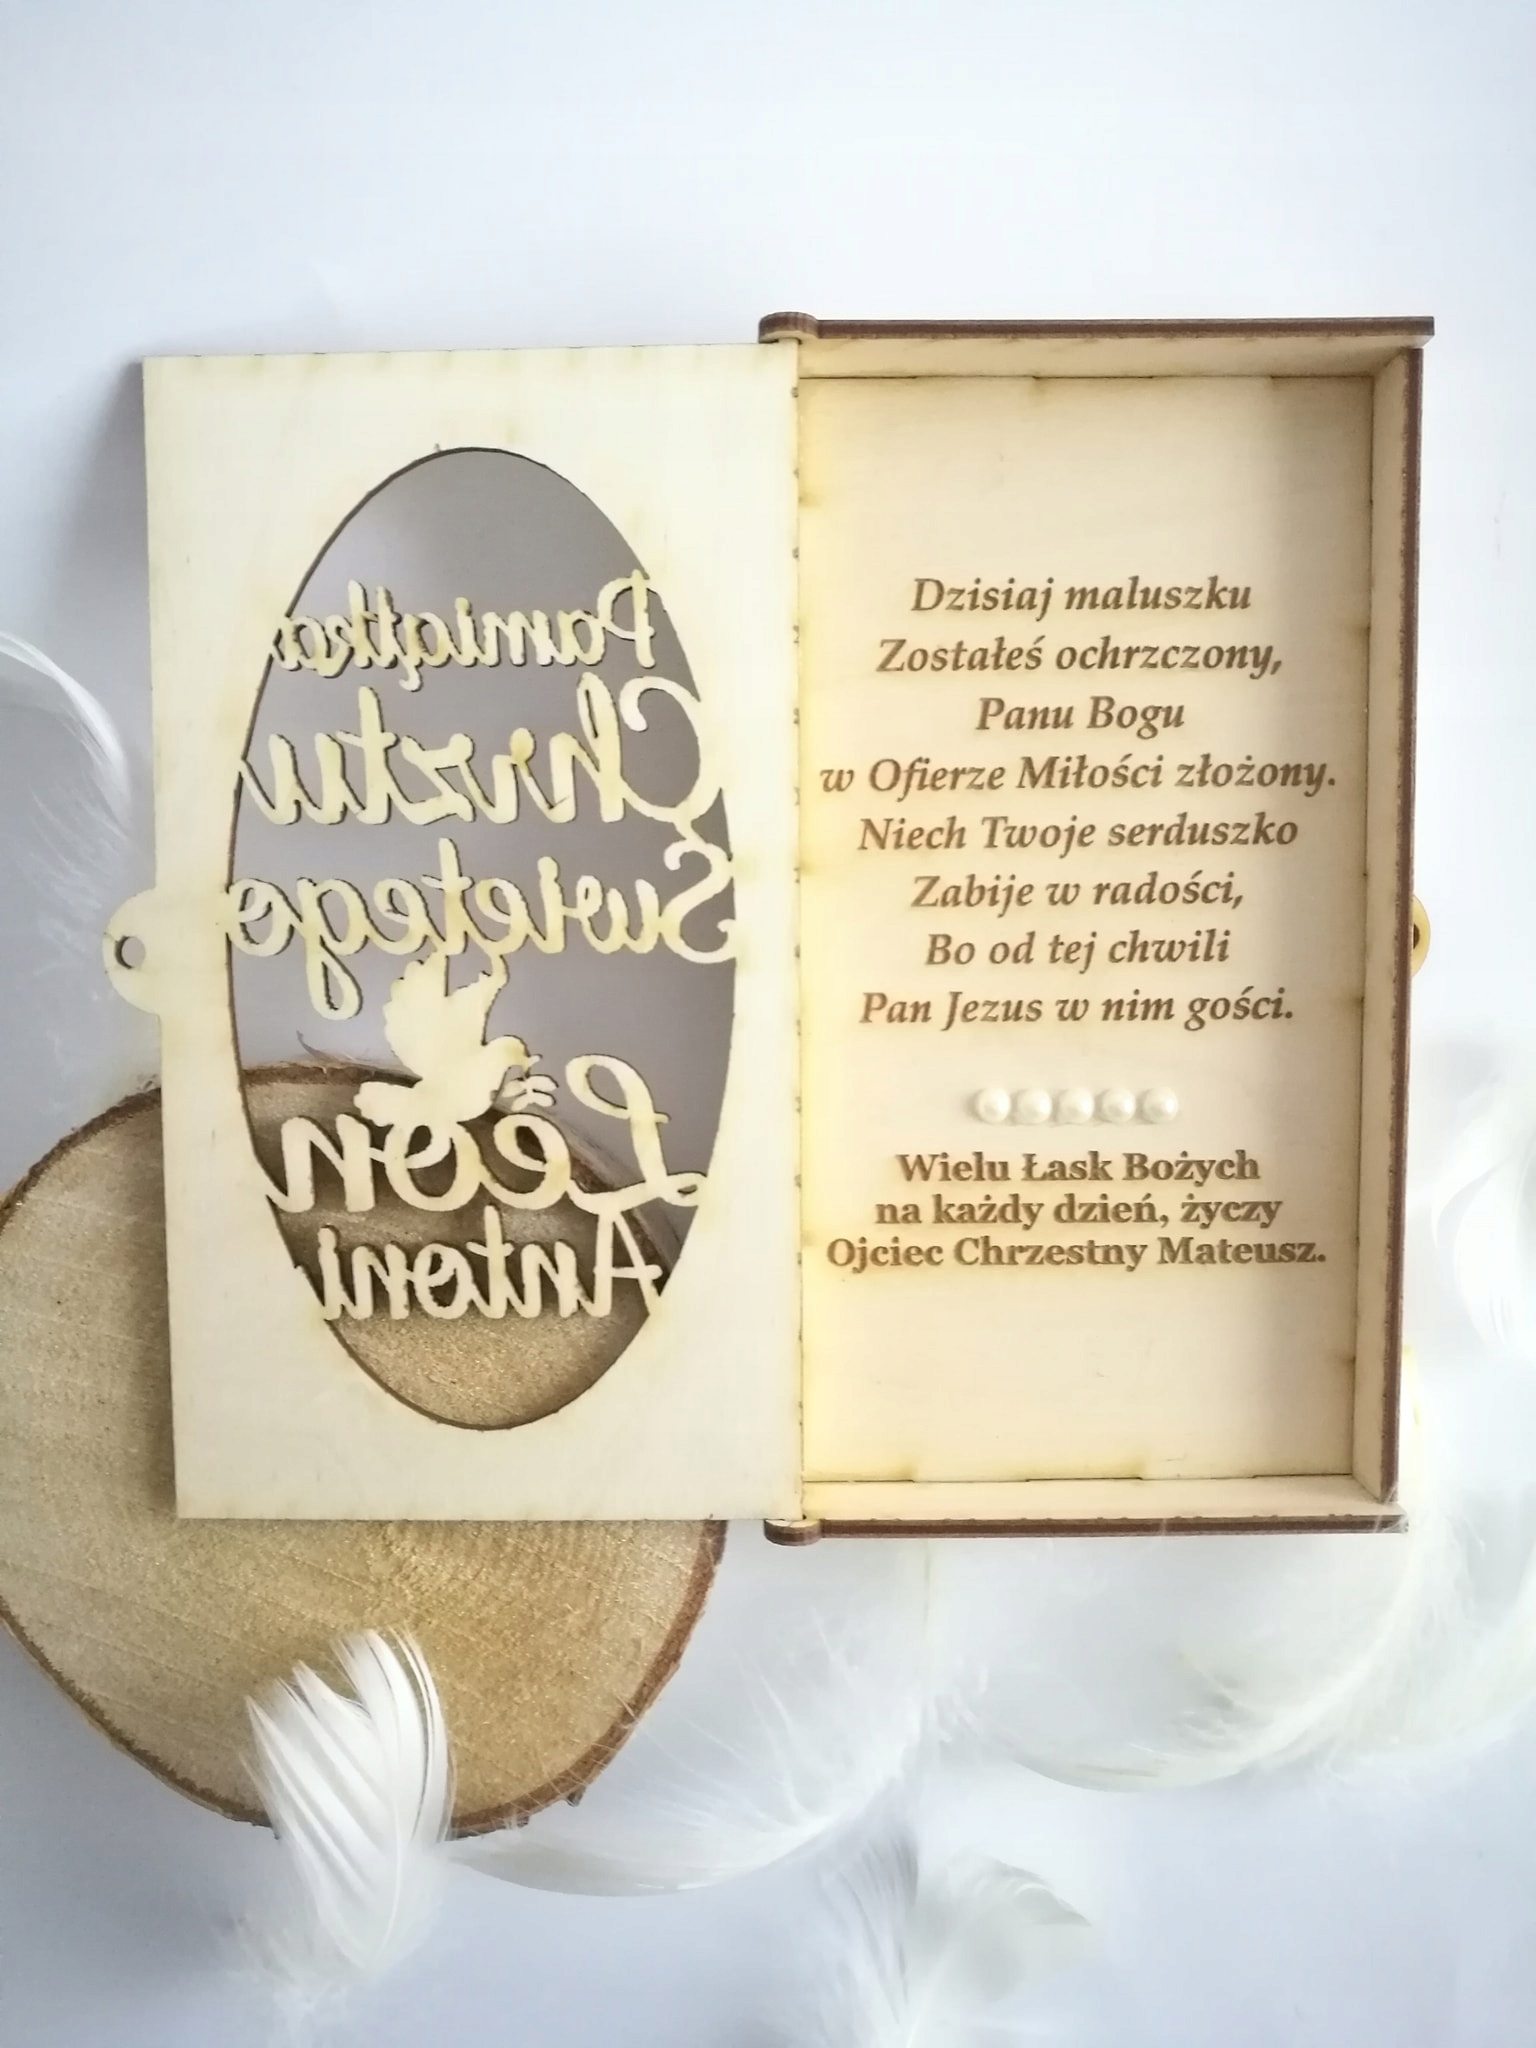 Pamiątka
Chrztu
Swietego
Leon
Antoni
Dzisiaj maluszku
Zostałeś ochrzczony,
Panu Bogu
w Ofierze Miłości złożony.
Niech Twoje serduszko
Zabije w radości,
Bo od tej chwili
Pan Jezus w nim gości.
Wielu Łask Bożych
na każdy dzień, życzy
Ojciec Chrzestny Mateusz.